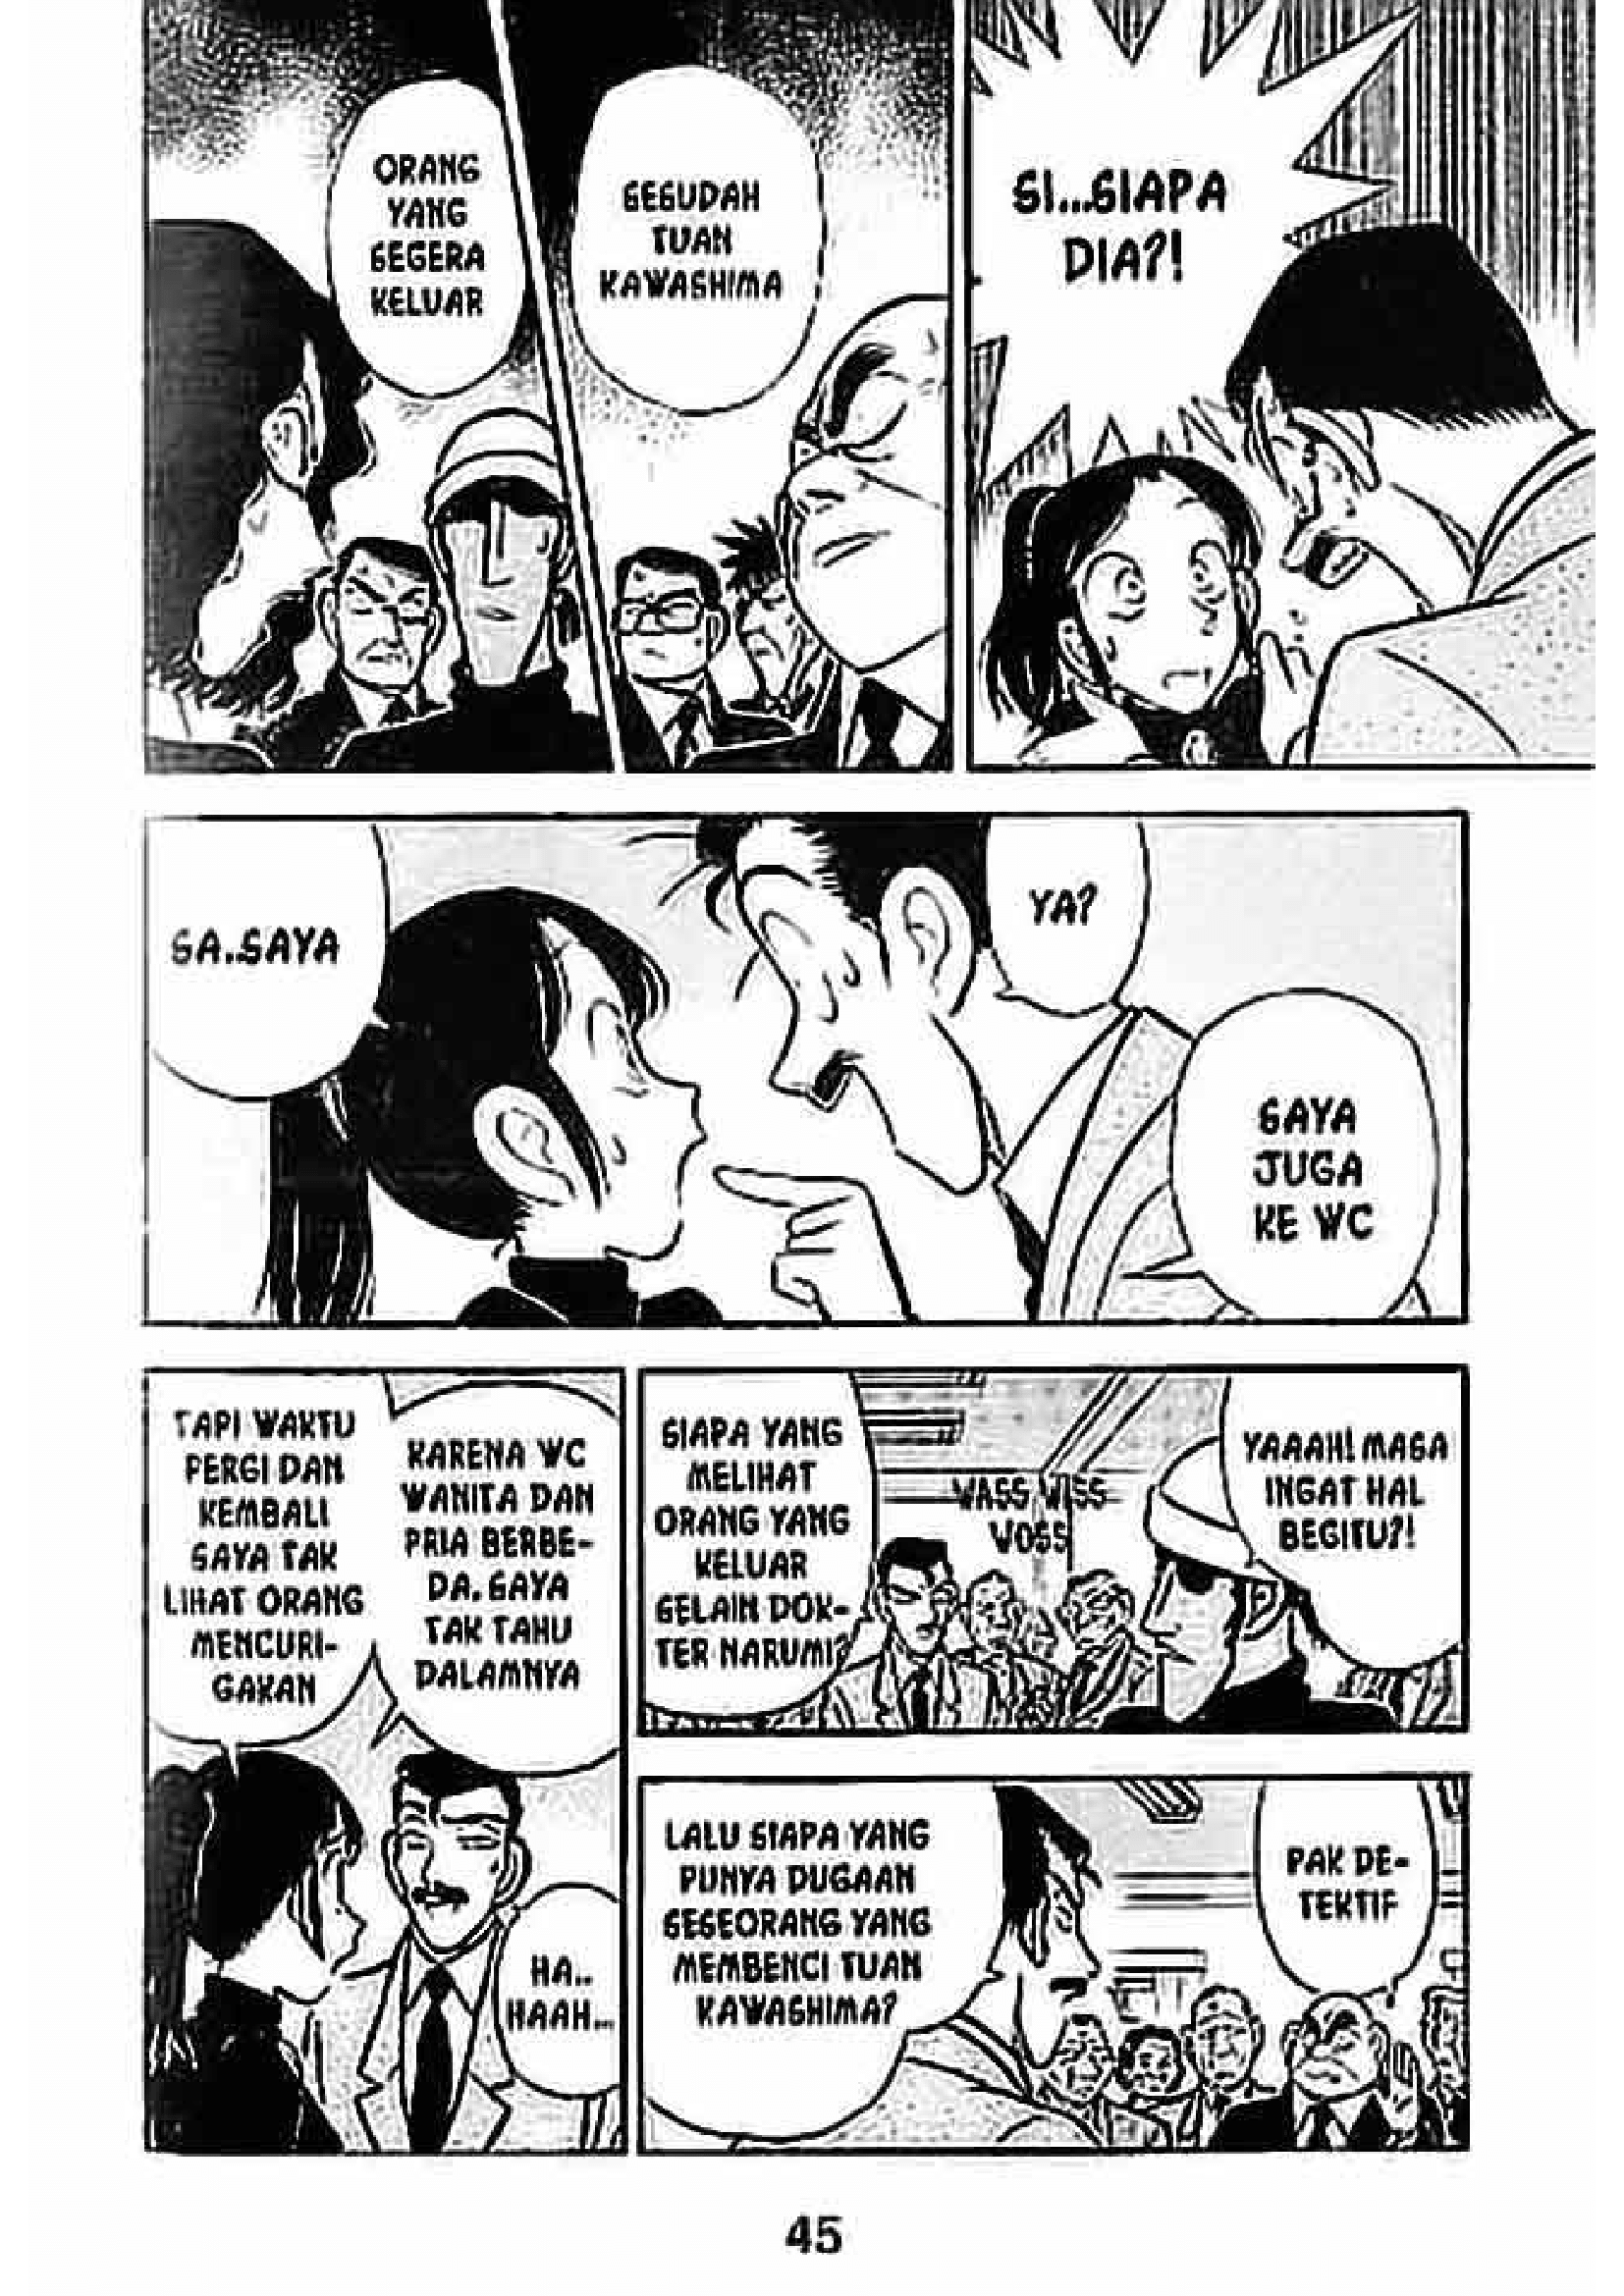 SI...SIAPA
DIA?!
SESUDAH
TUAN
KAWASHIMA
ORANG
YANG
SEGERA
KELUAR
YA?
SAYA
JUGA
KE WC
SA..SAYA
KARENA WC
WANITA DAN
PRIA BERBE-
DA. SAYA
TAK TAHU
DALAMNYA
TAPI WAKTU
PERGI DAN
KEMBALI
SAYA TAK
LIHAT ORANG
MENCURI-
GAKAN
HA..
HAAH...
YAAAH! MASA
INGAT HAL
BEGITU?!
WASS WISS
WOSS
SIAPA YANG
MELIHAT
ORANG YANG
KELUAR
SELAIN DOK-
TER NARUMI?
PAK DE-
TEKTIF
LALU SIAPA YANG
PUNYA DUGAAN
SESEORANG YANG
MEMBENCI TUAN
KAWASHIMA?
45